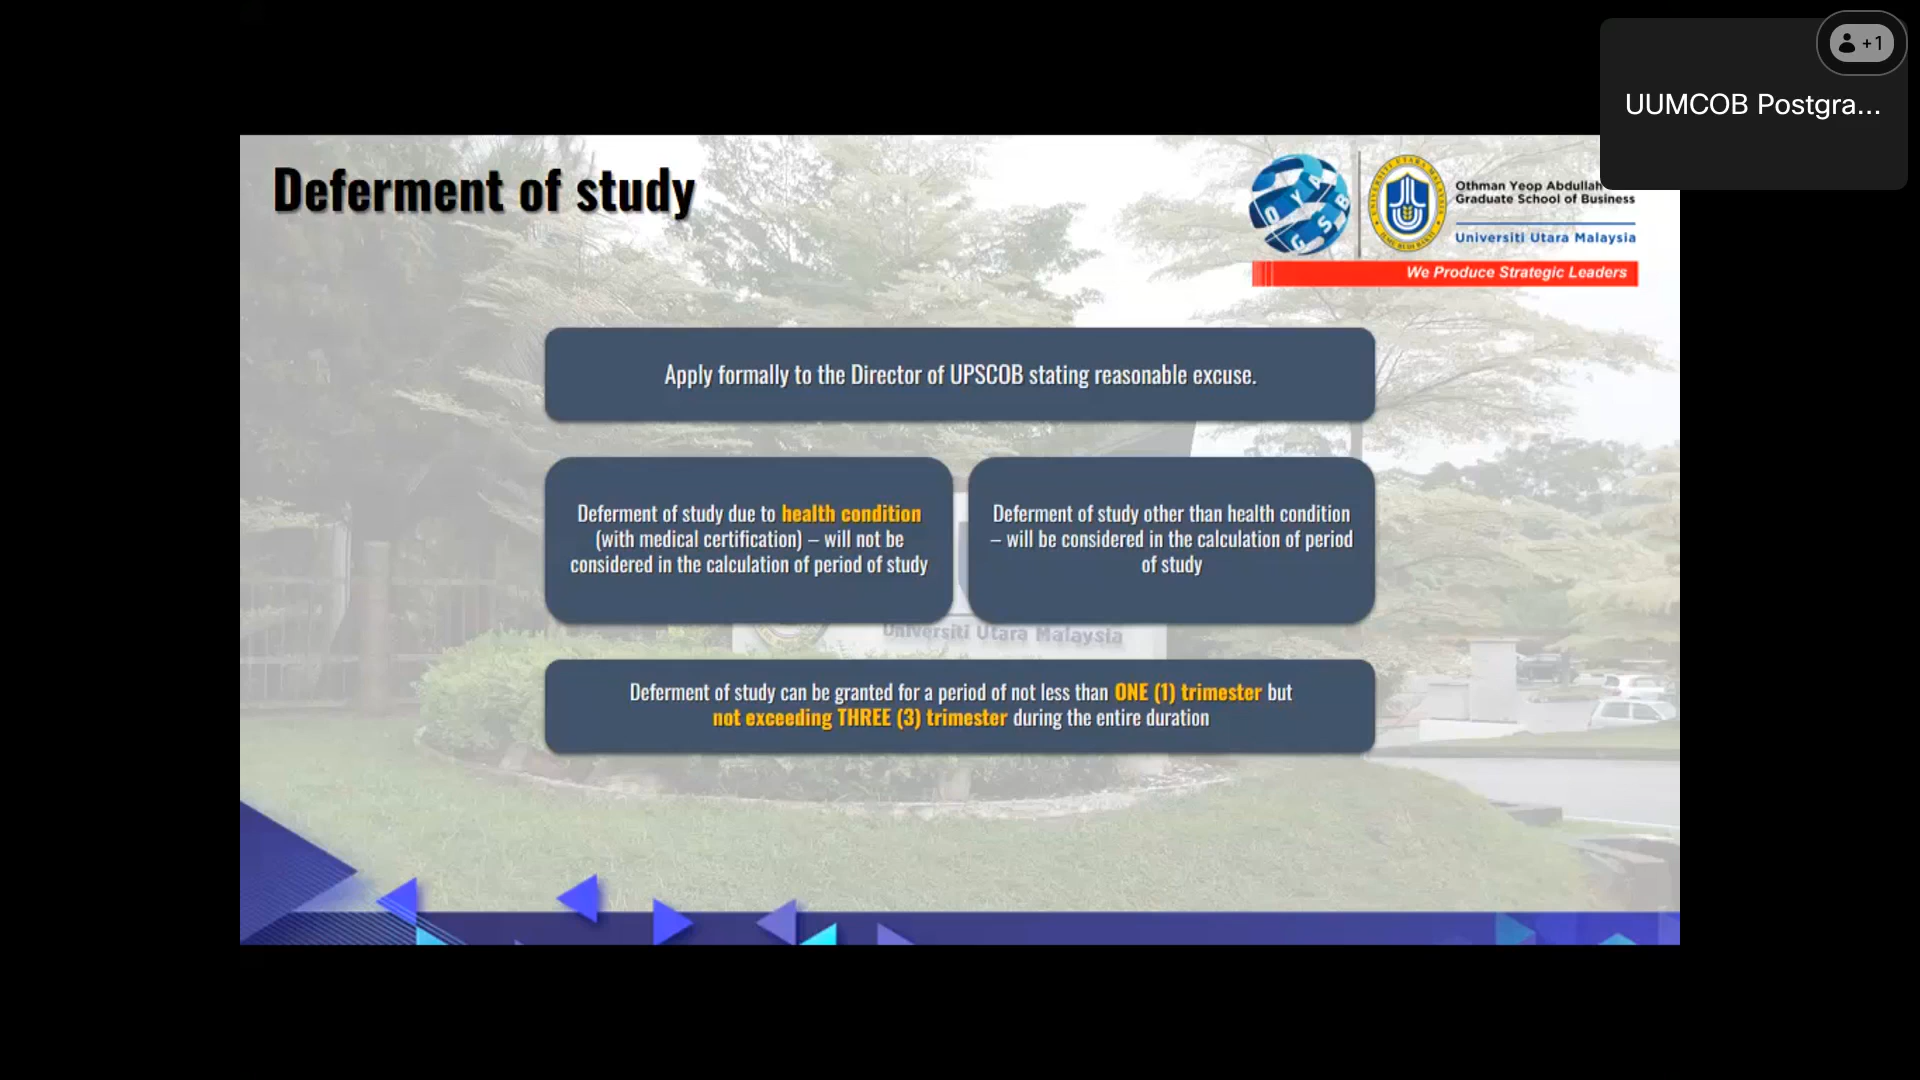 +1
UUMCOB Postgra...
Deferment of study
OYAGSB
UNIVERSITI UTARA MALAYSIA
Othman Yeop Abdullah
Graduate School of Business
Universiti Utara Malaysia
We Produce Strategic Leaders
Apply formally to the Director of UPSCOB stating reasonable excuse.
Deferment of study due to health condition
(with medical certification) – will not be
considered in the calculation of period of study
Deferment of study other than health condition
– will be considered in the calculation of period
of study
Universiti Utara Malaysia
Deferment of study can be granted for a period of not less than ONE (1) trimester but
not exceeding THREE (3) trimester during the entire duration